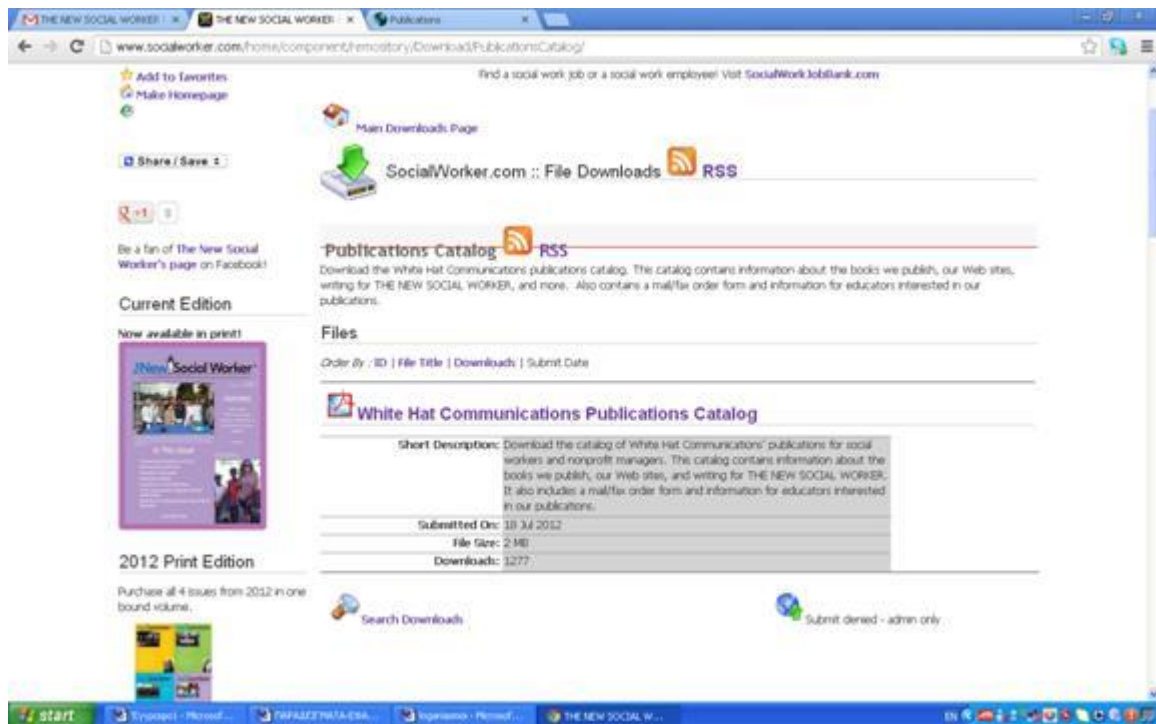 THE NEW SOCIAL WORKER
THE NEW SOCIAL WORKER
Publications
www.socialworker.com/home/component/remository/Download/PublicationsCatalog/
Add to favorites
Make Homepage
Share / Save
+1
0
Be a fan of The New Social
Worker's page on Facebook!
Current Edition
Now available in print!
The New Social Worker
In This Issue
2012 Print Edition
Purchase all 4 issues from 2012 in one
bound volume.
Find a social work job or a social work employee! Visit SocialWorkJobBank.com
Main Downloads Page
SocialWorker.com :: File Downloads RSS
Publications Catalog RSS
Download the White Hat Communications publications catalog. The catalog contains information about the books we publish, our Web sites,
writing for THE NEW SOCIAL WORKER, and more. Also contains a mail/fax order form and information for educators interested in our
publications.
Files
Order By : ID | File Title | Downloads | Submit Date
White Hat Communications Publications Catalog
Short Description: Download the catalog of White Hat Communications' publications for social
workers and nonprofit managers. The catalog contains information about the
books we publish, our Web sites, and writing for THE NEW SOCIAL WORKER.
It also includes a mail/fax order form and information for educators interested
in our publications.
Submitted On: 18 Jul 2012
File Size: 2 MB
Downloads: 1277
Search Downloads
Submit denied - admin only
start
THE NEW SOCIAL W...
EN